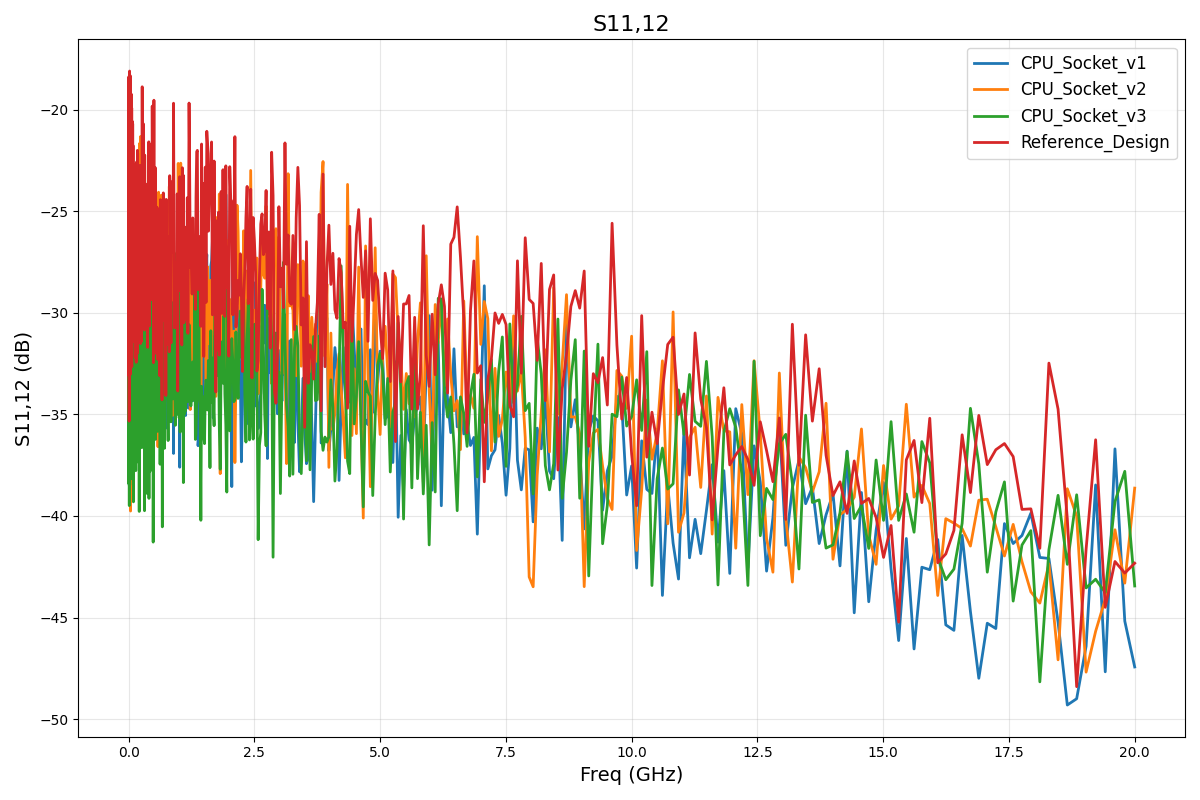 S11,12
CPU_Socket_v1
CPU_Socket_v2
CPU_Socket_v3
Reference_Design
S11,12 (dB)
−20
−25
−30
−35
−40
−45
−50
0.0 2.5 5.0 7.5 10.0 12.5 15.0 17.5 20.0
Freq (GHz)